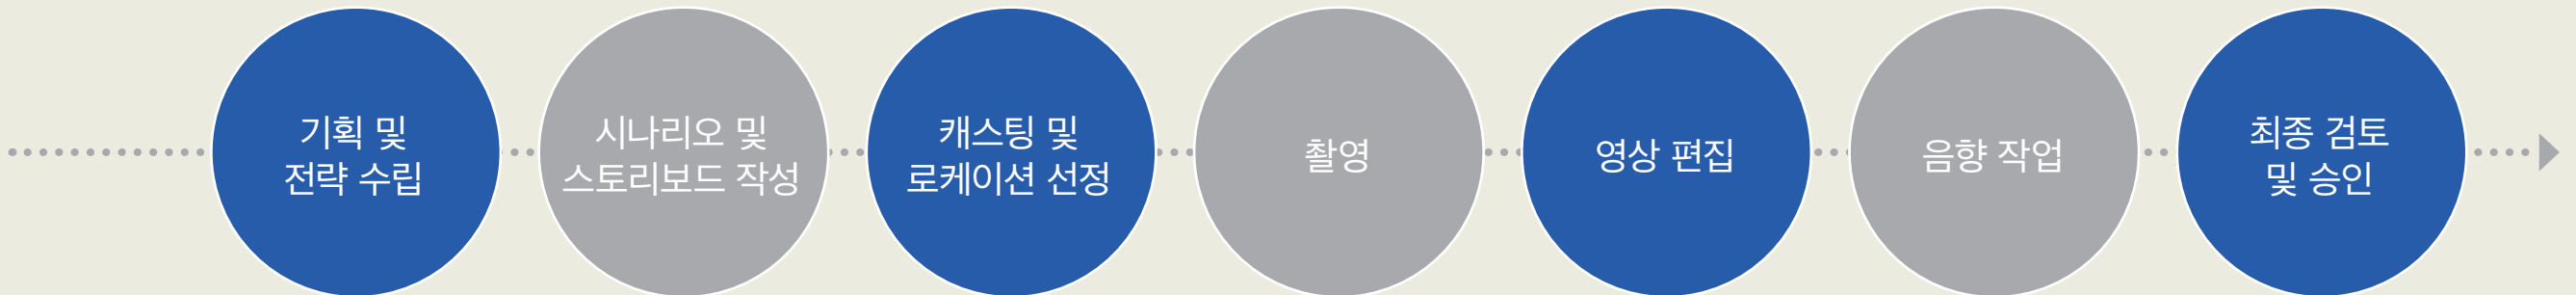 기획 및
전략 수립
시나리오 및
스토리보드 작성
캐스팅 및
로케이션 선정
촬영
영상 편집
음향 작업
최종 검토
및 승인